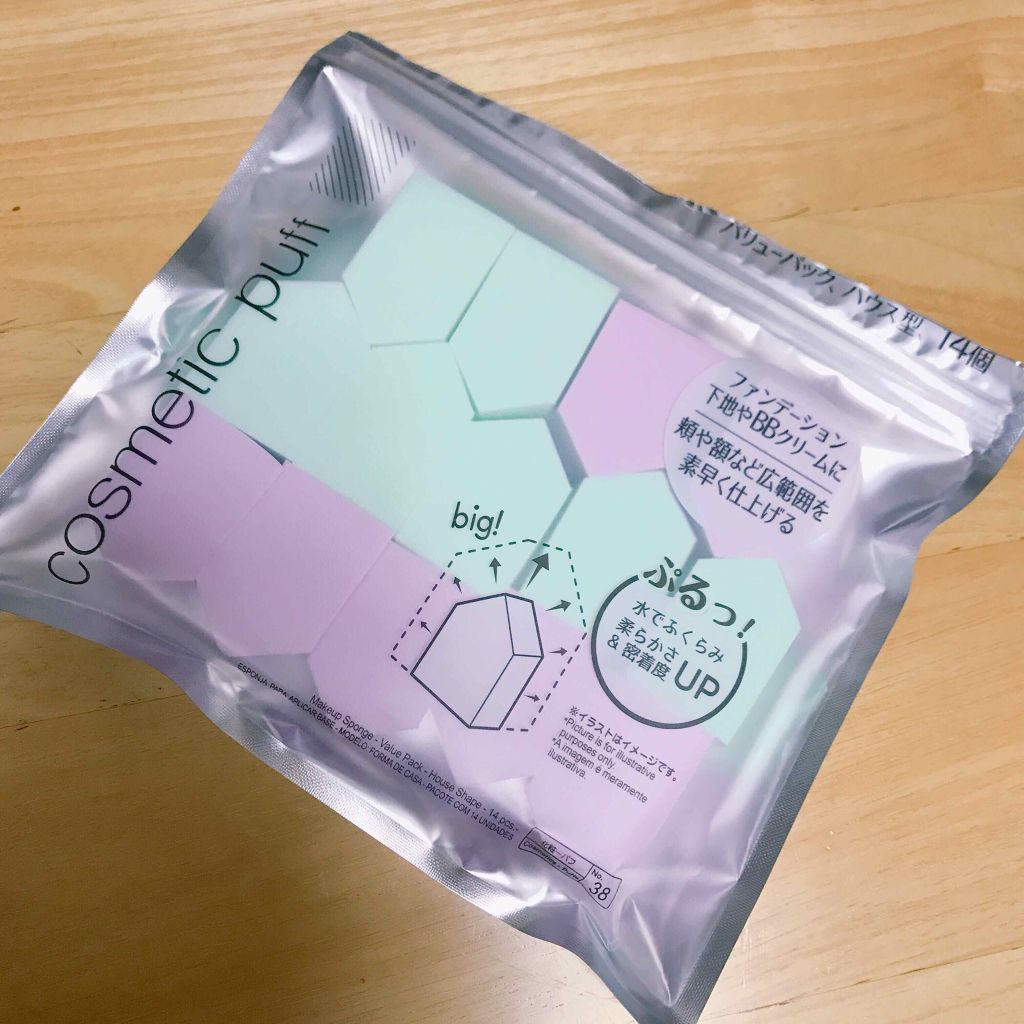 バリューパック、ハウス型、14個
cosmetic puff
ファンデーション
下地やBBクリームに
頬や額など広範囲を
素早く仕上げる
big!
ぷるっ!
水でふくらみ
柔らかさ
& 密着度 UP
※イラストはイメージです。
*Picture is for illustrative
purposes only.
*A imagem é meramente
ilustrativa.
Makeup Sponge - Value Pack - House Shape - 14 pcs -
ESPONJA PARA APLICAR BASE - MODELO: FORMA DE CASA - PACOTE COM 14 UNIDADES
化粧-パフ
No.
38